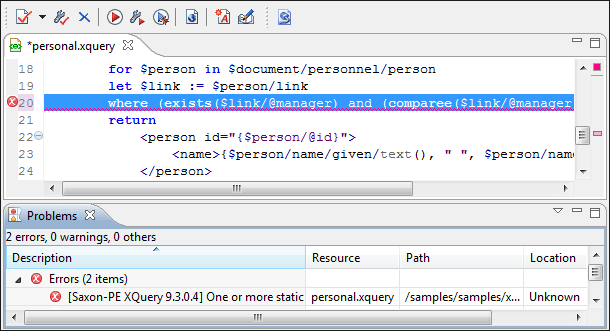 *personal.xquery
18 for $person in $document/personnel/person
19 let $link := $person/link
20 where (exists($link/@manager) and (comparee($link/@manager
21 return
22 <person id="{$person/@id}">
23 <name>{$person/name/given/text(), " ", $person/name
24 </person>
Problems
2 errors, 0 warnings, 0 others
Description Resource Path Location
Errors (2 items)
[Saxon-PE XQuery 9.3.0.4] One or more static personal.xquery /samples/samples/x... Unknown